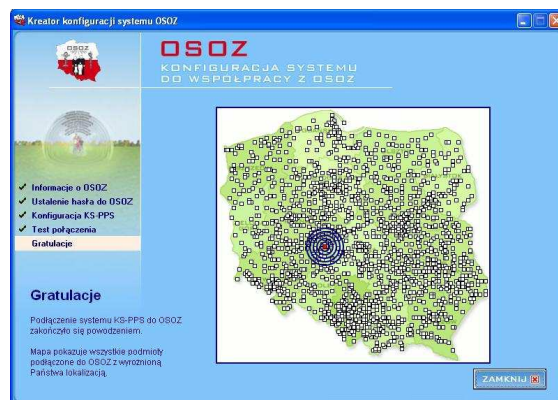 Kreator konfiguracji systemu OSOZ
OSOZ
OSOZ
KONFIGURACJA SYSTEMU
DO WSPÓŁPRACY Z OSOZ
Informacje o OSOZ
Ustalenie hasła do OSOZ
Konfiguracja KS-PPS
Test połączenia
Gratulacje
Gratulacje
Podłączenie systemu KS-PPS do OSOZ
zakończyło się powodzeniem.
Mapa pokazuje wszystkie podmioty
podłączone do OSOZ z wyróżnioną
Państwa lokalizacją.
ZAMKNIJ